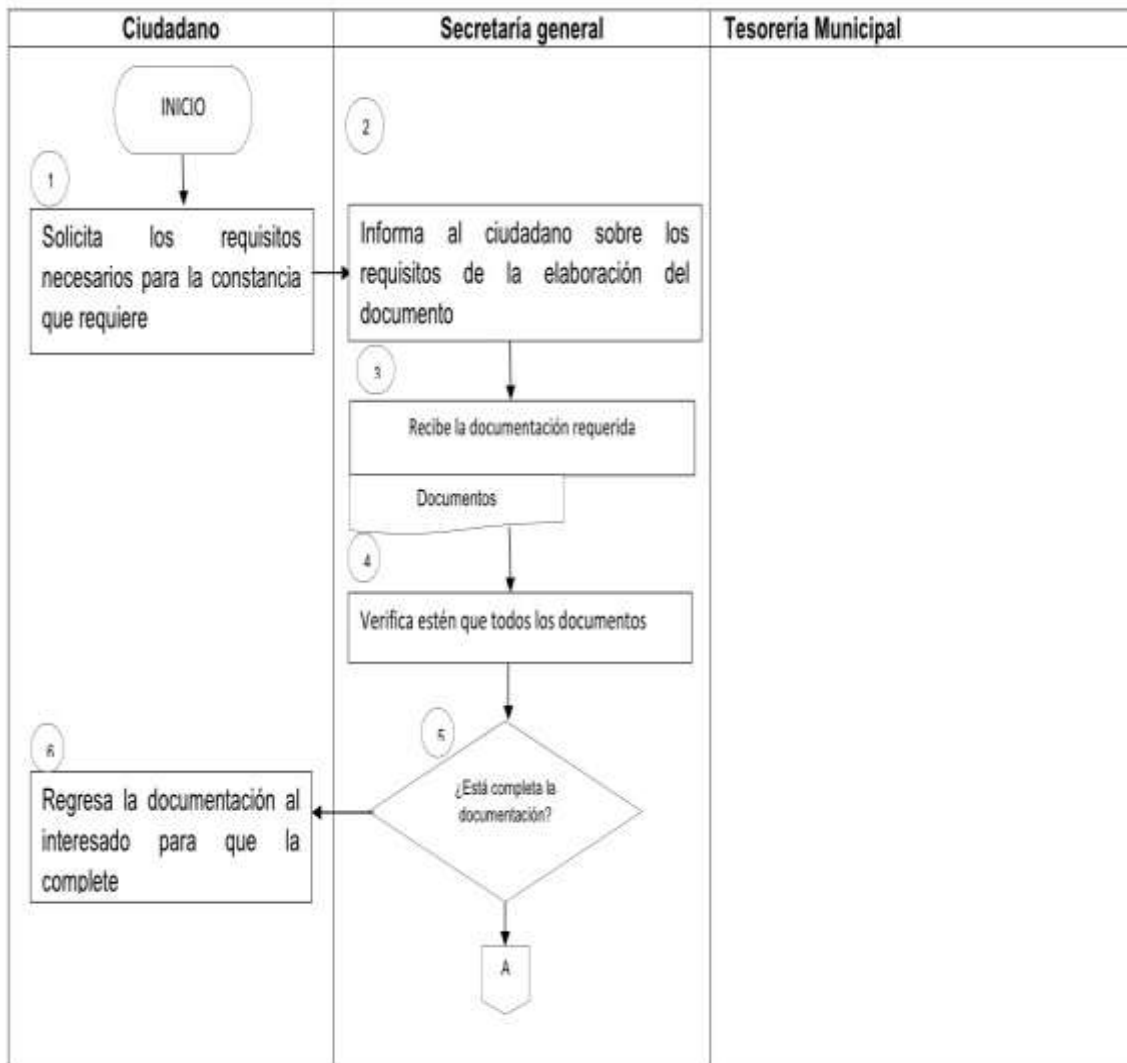 Ciudadano
Secretaría general
Tesorería Municipal
INICIO
1
2
Solicita los requisitos
necesarios para la constancia
que requiere
Informa al ciudadano sobre los
requisitos de la elaboración del
documento
3
Recibe la documentación requerida
Documentos
4
Verifica estén que todos los documentos
5
¿Está completa la
documentación?
6
Regresa la documentación al
interesado para que la
complete
A